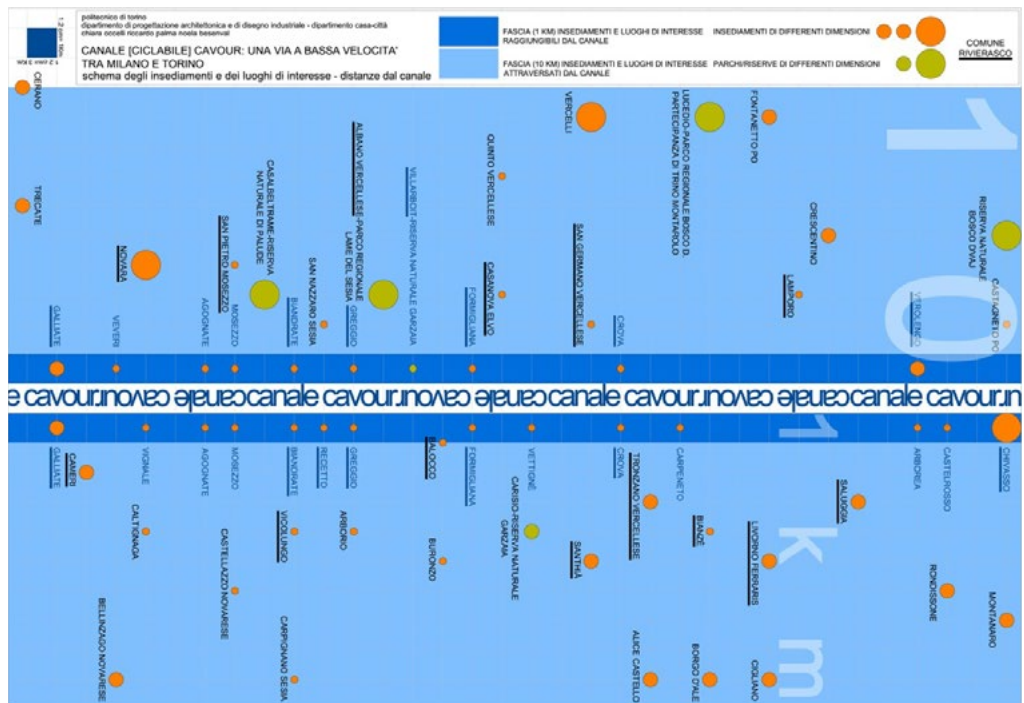 politecnico di torino
dipartimento di progettazione architettonica e di disegno industriale - dipartimento casa-città
chiara occelli riccardo palma noela besenval
CANALE [CICLABILE] CAVOUR: UNA VIA A BASSA VELOCITA'
TRA MILANO E TORINO
schema degli insediamenti e dei luoghi di interesse - distanze dal canale
FASCIA (1 KM) INSEDIAMENTI E LUOGHI DI INTERESSE
RAGGIUNGIBILI DAL CANALE
INSEDIAMENTI DI DIFFERENTI DIMENSIONI
FASCIA (10 KM) INSEDIAMENTI E LUOGHI DI INTERESSE
ATTRAVERSATI DAL CANALE
PARCHI/RISERVE DI DIFFERENTI DIMENSIONI
COMUNE
RIVIERASCO
CERANO
TRECATE
GALLIATE
VEVERI
NOVARA
AGOGNATE
SAN PIETRO MOSEZZO
MOSEZZO
CASALBELTRAME-RISERVA
NATURALE DI PALUDE
BIANDRATE
SAN NAZZARO SESIA
ALBANO VERCELLESE-PARCO REGIONALE
LAME DEL SESIA
GREGGIO
VILLARBOIT-RISERVA NATURALE GARZAIA
FORMIGLIANA
QUINTO VERCELLESE
CASANOVA ELVO
VERCELLI
SAN GERMANO VERCELLESE
CROVA
LUCEDIO-PARCO REGIONALE BOSCO D.
PARTECIPANZA DI TRINO MONTAROLO
FONTANETTO PO
LAMPORO
CRESCENTINO
VEROLENGO
RISERVA NATURALE
BOSCO D'VAJ
CASTAGNETO PO
10
e cavour canale canale cavour canale canale cavour canale canale cavour
1 km
GALLIATE
CAMERI
BELLINZAGO NOVARESE
VIGNALE
CALTIGNAGA
AGOGNATE
MOSEZZO
CASTELLAZZO NOVARESE
BIANDRATE
VICOLUNGO
CARPIGNANO SESIA
RECETTO
GREGGIO
ARBORIO
BALOCCO
BURONZO
FORMIGLIANA
VETTIGNÈ
CARISIO-RISERVA NATURALE
GARZAIA
SANTHIÀ
CROVA
TRONZANO VERCELLESE
ALICE CASTELLO
CARPENETO
BIANZÈ
BORGO D'ALE
LIVORNO FERRARIS
CIGLIANO
SALUGGIA
ARBOREA
CASTELROSSO
RONDISSONE
CHIVASSO
MONTANARO